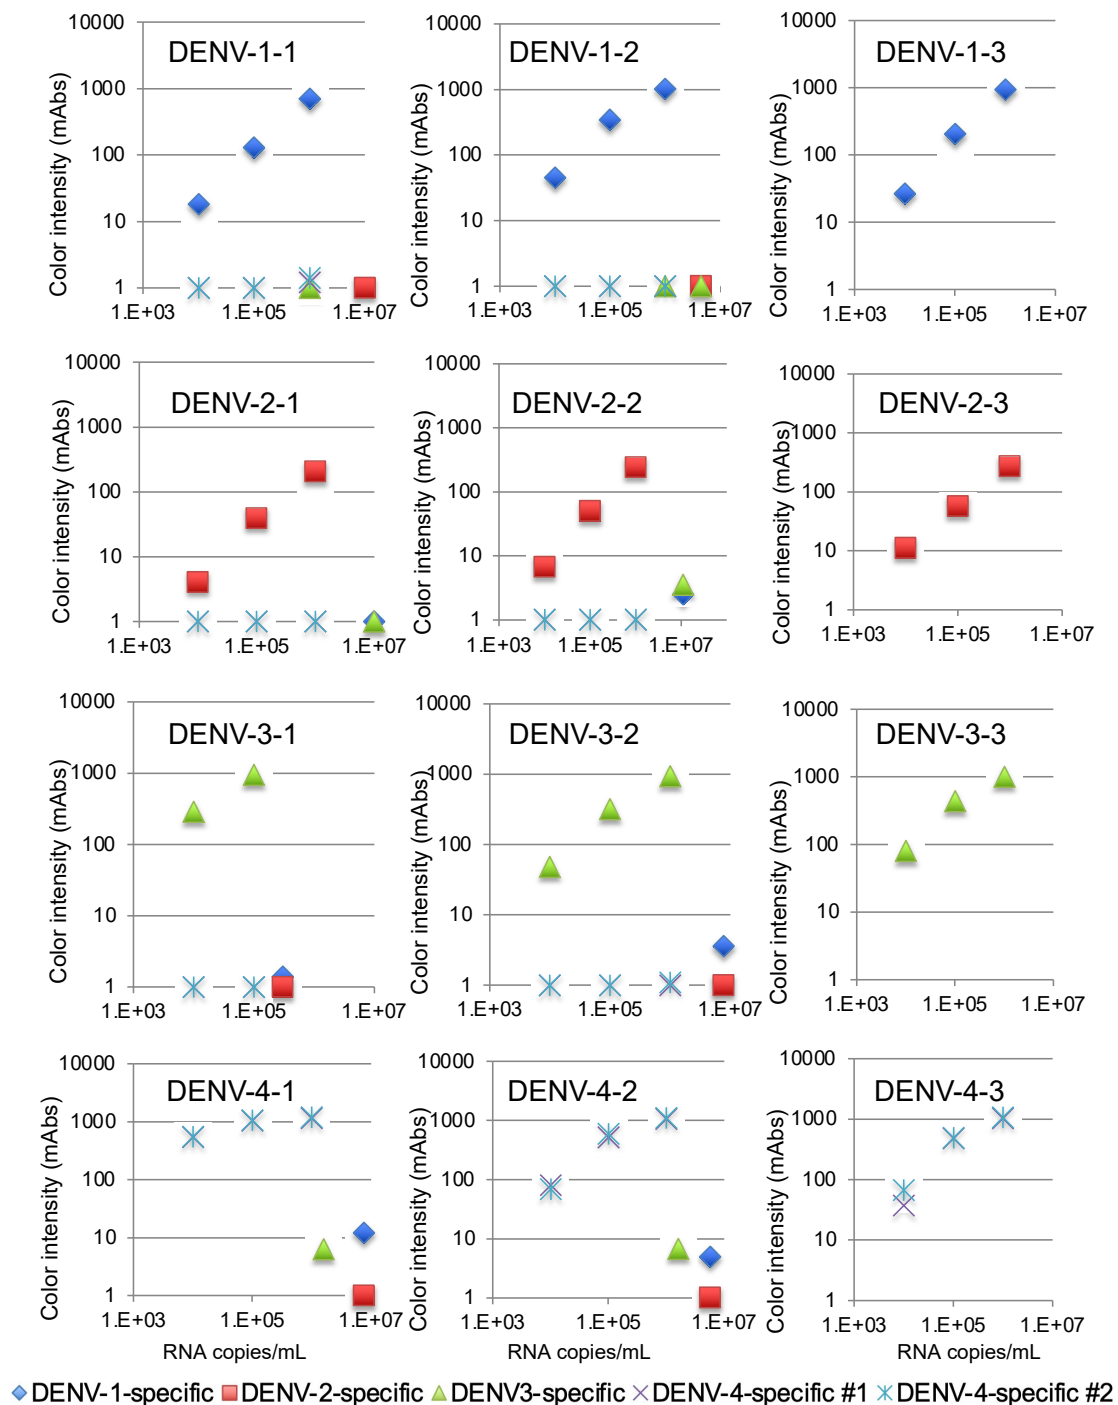 DENV-1-1
Color intensity (mAbs)
10000
1000
100
10
1
1.E+03 1.E+05 1.E+07
DENV-1-2
Color intensity (mAbs)
10000
1000
100
10
1
1.E+03 1.E+05 1.E+07
DENV-1-3
Color intensity (mAbs)
10000
1000
100
10
1
1.E+03 1.E+05 1.E+07
DENV-2-1
Color intensity (mAbs)
10000
1000
100
10
1
1.E+03 1.E+05 1.E+07
DENV-2-2
Color intensity (mAbs)
10000
1000
100
10
1
1.E+03 1.E+05 1.E+07
DENV-2-3
Color intensity (mAbs)
10000
1000
100
10
1
1.E+03 1.E+05 1.E+07
DENV-3-1
Color intensity (mAbs)
10000
1000
100
10
1
1.E+03 1.E+05 1.E+07
DENV-3-2
Color intensity (mAbs)
10000
1000
100
10
1
1.E+03 1.E+05 1.E+07
DENV-3-3
Color intensity (mAbs)
10000
1000
100
10
1
1.E+03 1.E+05 1.E+07
DENV-4-1
Color intensity (mAbs)
10000
1000
100
10
1
1.E+03 1.E+05 1.E+07
RNA copies/mL
DENV-4-2
Color intensity (mAbs)
10000
1000
100
10
1
1.E+03 1.E+05 1.E+07
RNA copies/mL
DENV-4-3
Color intensity (mAbs)
10000
1000
100
10
1
1.E+03 1.E+05 1.E+07
RNA copies/mL
DENV-1-specific DENV-2-specific DENV3-specific DENV-4-specific #1 DENV-4-specific #2